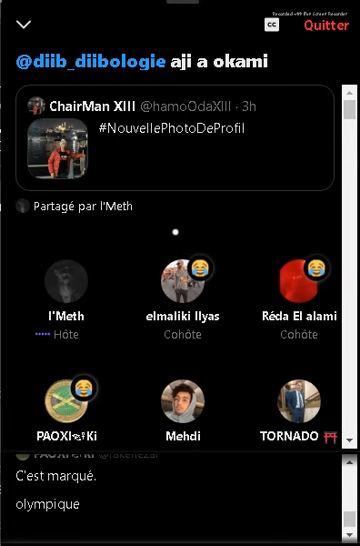 CC
Quitter
@diib_diibologie aji a okami
ChairMan XIII @hamoOdaXIII · 3h
#NouvellePhotoDeProfil
Partagé par l'Meth
l'Meth
Hôte
elmaliki Ilyas
Cohôte
Réda El alami
Cohôte
PAOXI Ki
Mehdi
TORNADO ⛩️
C'est marqué.
olympique